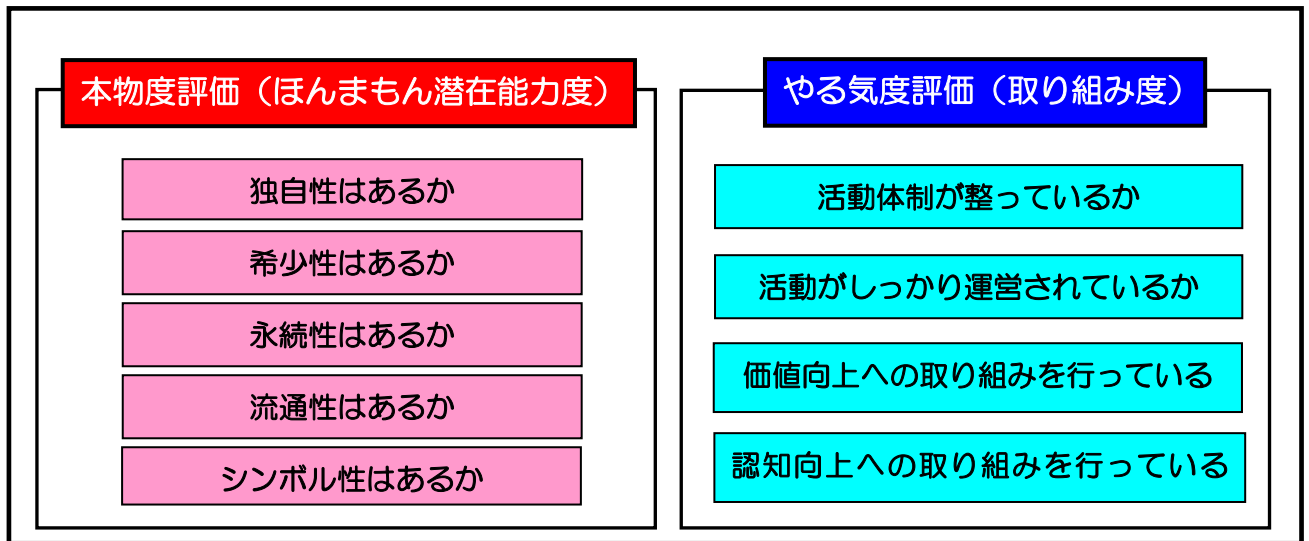 本物度評価（ほんまもん潜在能力度）
独自性はあるか
希少性はあるか
永続性はあるか
流通性はあるか
シンボル性はあるか
やる気度評価（取り組み度）
活動体制が整っているか
活動がしっかり運営されているか
価値向上への取り組みを行っている
認知向上への取り組みを行っている